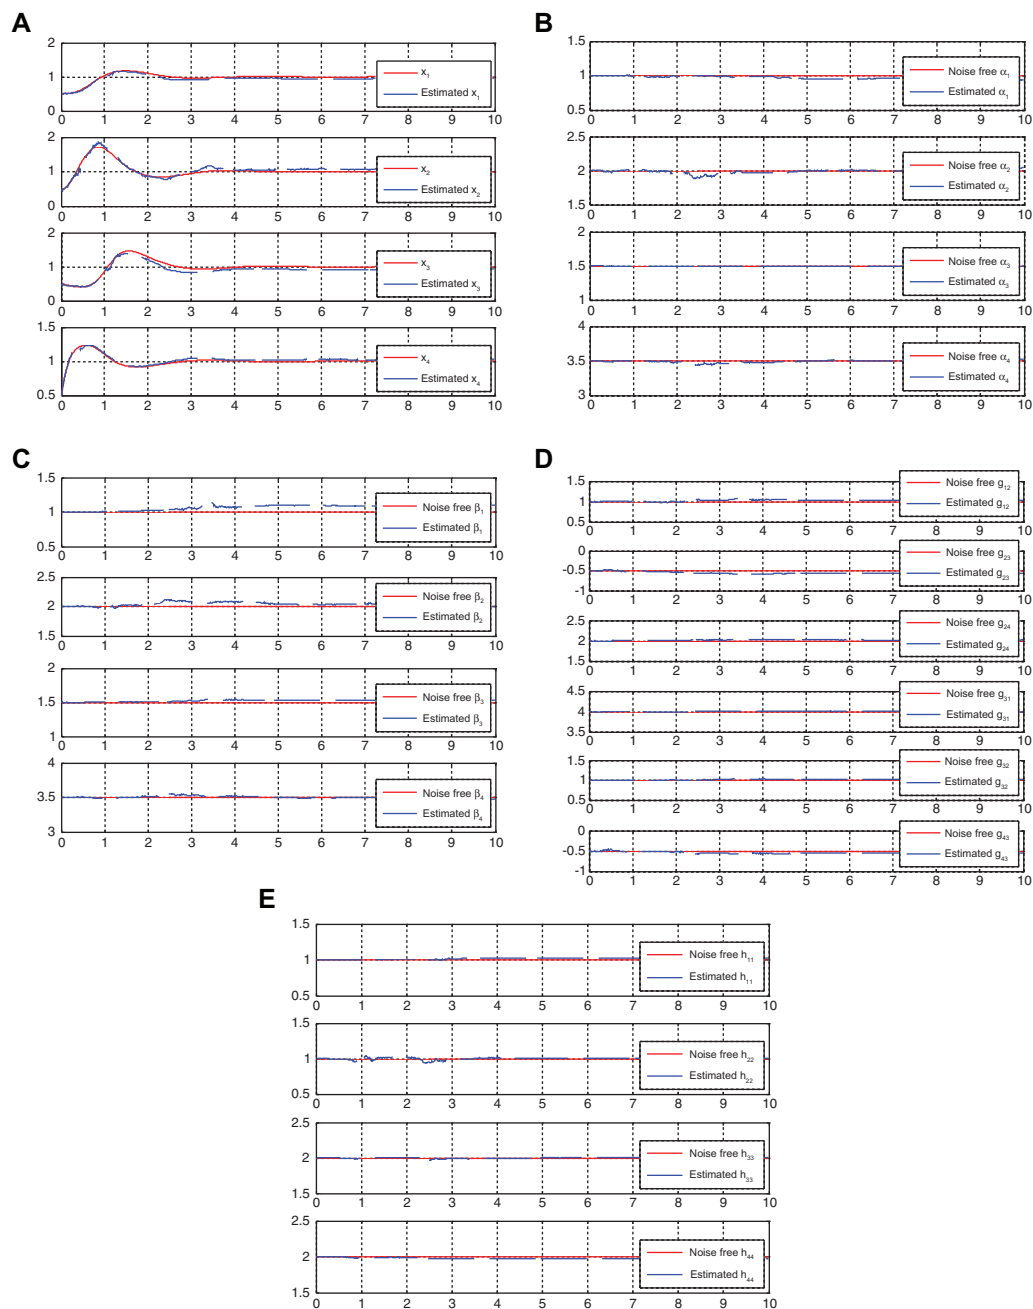 A
2
1
0
0 1 2 3 4 5 6 7 8 9 10
x1
Estimated x1
2
1
0
0 1 2 3 4 5 6 7 8 9 10
x2
Estimated x2
2
1
0
0 1 2 3 4 5 6 7 8 9 10
x3
Estimated x3
1.5
1
0.5
0 1 2 3 4 5 6 7 8 9 10
x4
Estimated x4
B
1.5
1
0.5
0 1 2 3 4 5 6 7 8 9 10
Noise free α1
Estimated α1
2.5
2
1.5
0 1 2 3 4 5 6 7 8 9 10
Noise free α2
Estimated α2
2
1.5
1
0 1 2 3 4 5 6 7 8 9 10
Noise free α3
Estimated α3
4
3.5
3
0 1 2 3 4 5 6 7 8 9 10
Noise free α4
Estimated α4
C
1.5
1
0.5
0 1 2 3 4 5 6 7 8 9 10
Noise free β1
Estimated β1
2.5
2
1.5
0 1 2 3 4 5 6 7 8 9 10
Noise free β2
Estimated β2
2
1.5
1
0 1 2 3 4 5 6 7 8 9 10
Noise free β3
Estimated β3
4
3.5
3
0 1 2 3 4 5 6 7 8 9 10
Noise free β4
Estimated β4
D
1.5
1
0.5
0 1 2 3 4 5 6 7 8 9 10
Noise free g12
Estimated g12
0
-0.5
-1
0 1 2 3 4 5 6 7 8 9 10
Noise free g23
Estimated g23
2.5
2
1.5
0 1 2 3 4 5 6 7 8 9 10
Noise free g24
Estimated g24
4.5
4
3.5
0 1 2 3 4 5 6 7 8 9 10
Noise free g31
Estimated g31
1.5
1
0.5
0 1 2 3 4 5 6 7 8 9 10
Noise free g32
Estimated g32
0
-0.5
-1
0 1 2 3 4 5 6 7 8 9 10
Noise free g43
Estimated g43
E
1.5
1
0.5
0 1 2 3 4 5 6 7 8 9 10
Noise free h11
Estimated h11
1.5
1
0.5
0 1 2 3 4 5 6 7 8 9 10
Noise free h22
Estimated h22
2.5
2
1.5
0 1 2 3 4 5 6 7 8 9 10
Noise free h33
Estimated h33
2.5
2
1.5
0 1 2 3 4 5 6 7 8 9 10
Noise free h44
Estimated h44